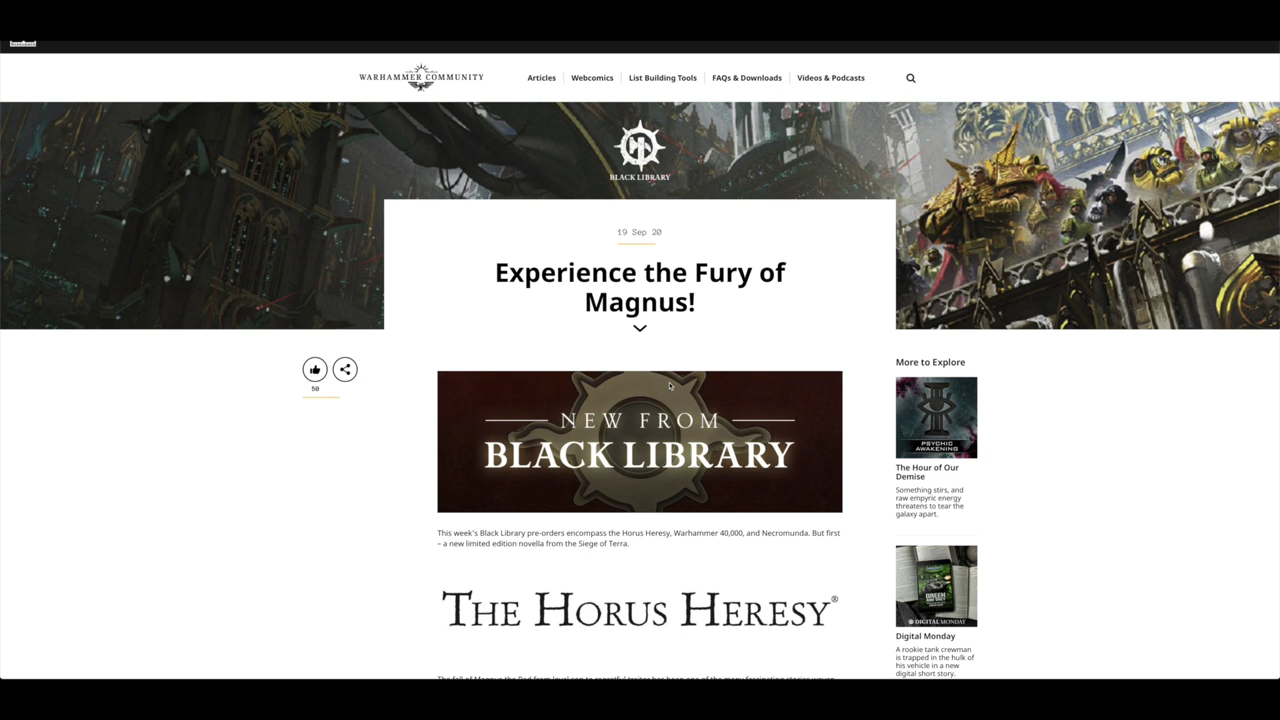 WARHAMMER COMMUNITY
Articles
Webcomics
List Building Tools
FAQs & Downloads
Videos & Podcasts
BLACK LIBRARY
19 Sep 20
Experience the Fury of
Magnus!
50
NEW FROM
BLACK LIBRARY
This week's Black Library pre-orders encompass the Horus Heresy, Warhammer 40,000, and Necromunda. But first
– a new limited edition novella from the Siege of Terra.
THE HORUS HERESY®
More to Explore
PSYCHIC
AWAKENING
The Hour of Our
Demise
Something stirs, and
raw empyric energy
threatens to tear the
galaxy apart.
DIGITAL MONDAY
Digital Monday
A rookie tank crewman
is trapped in the hulk of
his vehicle in a new
digital short story.